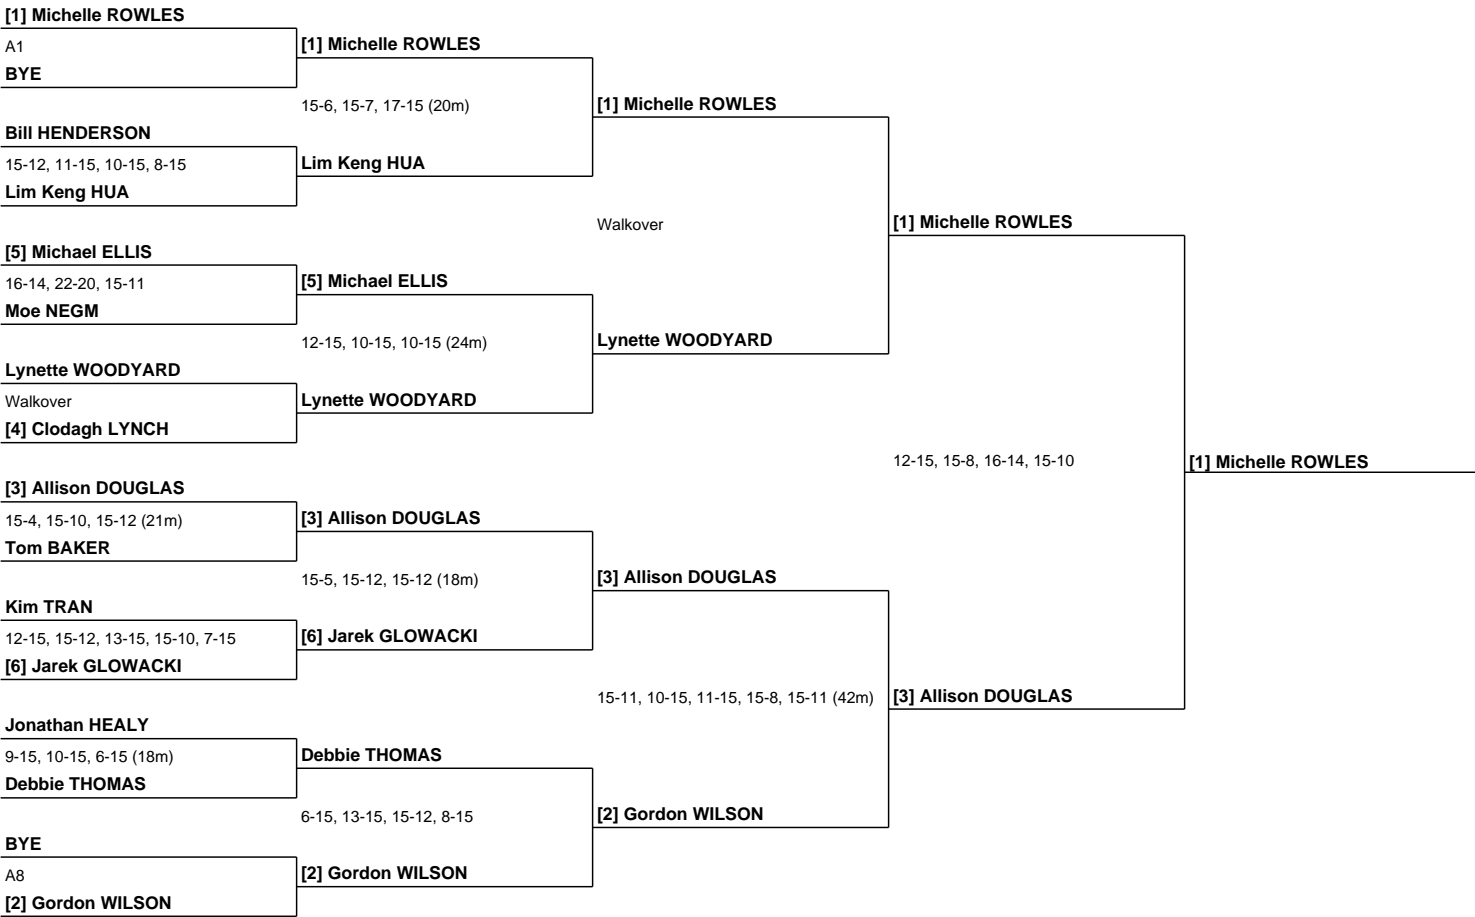 [1] Michelle ROWLES
A1
BYE
Bill HENDERSON
15-12, 11-15, 10-15, 8-15
Lim Keng HUA
[5] Michael ELLIS
16-14, 22-20, 15-11
Moe NEGM
Lynette WOODYARD
Walkover
[4] Clodagh LYNCH
[3] Allison DOUGLAS
15-4, 15-10, 15-12 (21m)
Tom BAKER
Kim TRAN
12-15, 15-12, 13-15, 15-10, 7-15
[6] Jarek GLOWACKI
Jonathan HEALY
9-15, 10-15, 6-15 (18m)
Debbie THOMAS
BYE
A8
[2] Gordon WILSON
[1] Michelle ROWLES
15-6, 15-7, 17-15 (20m)
Lim Keng HUA
[5] Michael ELLIS
12-15, 10-15, 10-15 (24m)
Lynette WOODYARD
[3] Allison DOUGLAS
15-5, 15-12, 15-12 (18m)
[6] Jarek GLOWACKI
Debbie THOMAS
6-15, 13-15, 15-12, 8-15
[2] Gordon WILSON
[1] Michelle ROWLES
Walkover
Lynette WOODYARD
[3] Allison DOUGLAS
15-11, 10-15, 11-15, 15-8, 15-11 (42m)
[2] Gordon WILSON
[1] Michelle ROWLES
12-15, 15-8, 16-14, 15-10
[3] Allison DOUGLAS
[1] Michelle ROWLES